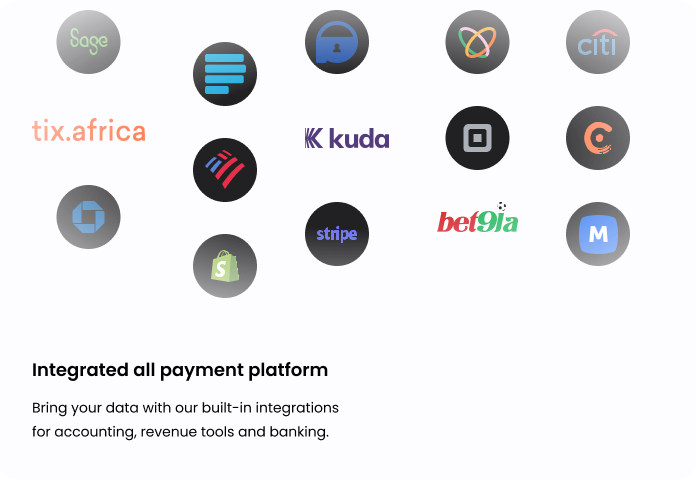 Sage
citi
tix.africa
kuda
stripe
bet9ja
S
M
Integrated all payment platform
Bring your data with our built-in integrations
for accounting, revenue tools and banking.